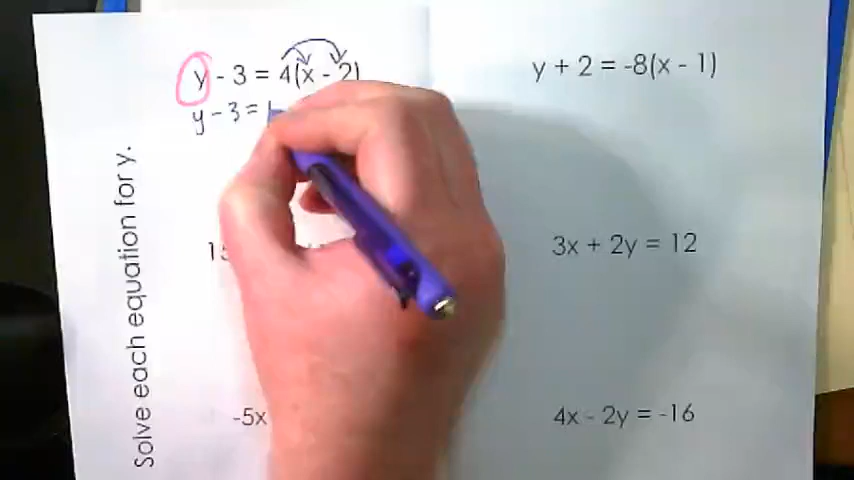 Solve each equation for y.
y - 3 = 4(x - 2)
y - 3 =
y + 2 = -8(x - 1)
3x + 2y = 12
-5x
4x - 2y = -16